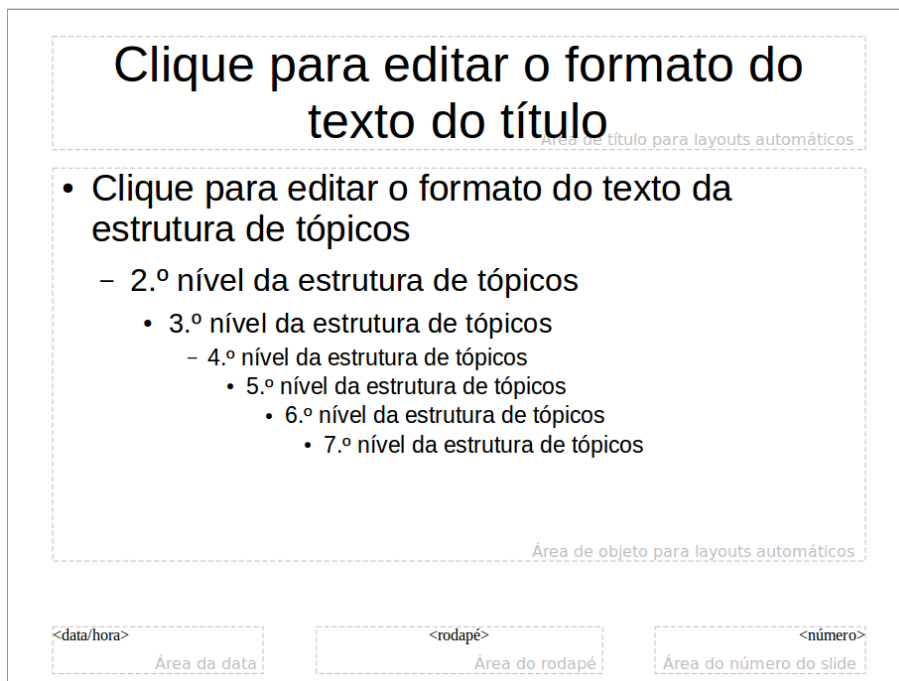 Clique para editar o formato do
texto do título
Área de título para layouts automáticos
• Clique para editar o formato do texto da
estrutura de tópicos
– 2.º nível da estrutura de tópicos
• 3.º nível da estrutura de tópicos
– 4.º nível da estrutura de tópicos
• 5.º nível da estrutura de tópicos
• 6.º nível da estrutura de tópicos
• 7.º nível da estrutura de tópicos
Área de objeto para layouts automáticos
<data/hora>
Área da data
<rodapé>
Área do rodapé
<número>
Área do número do slide